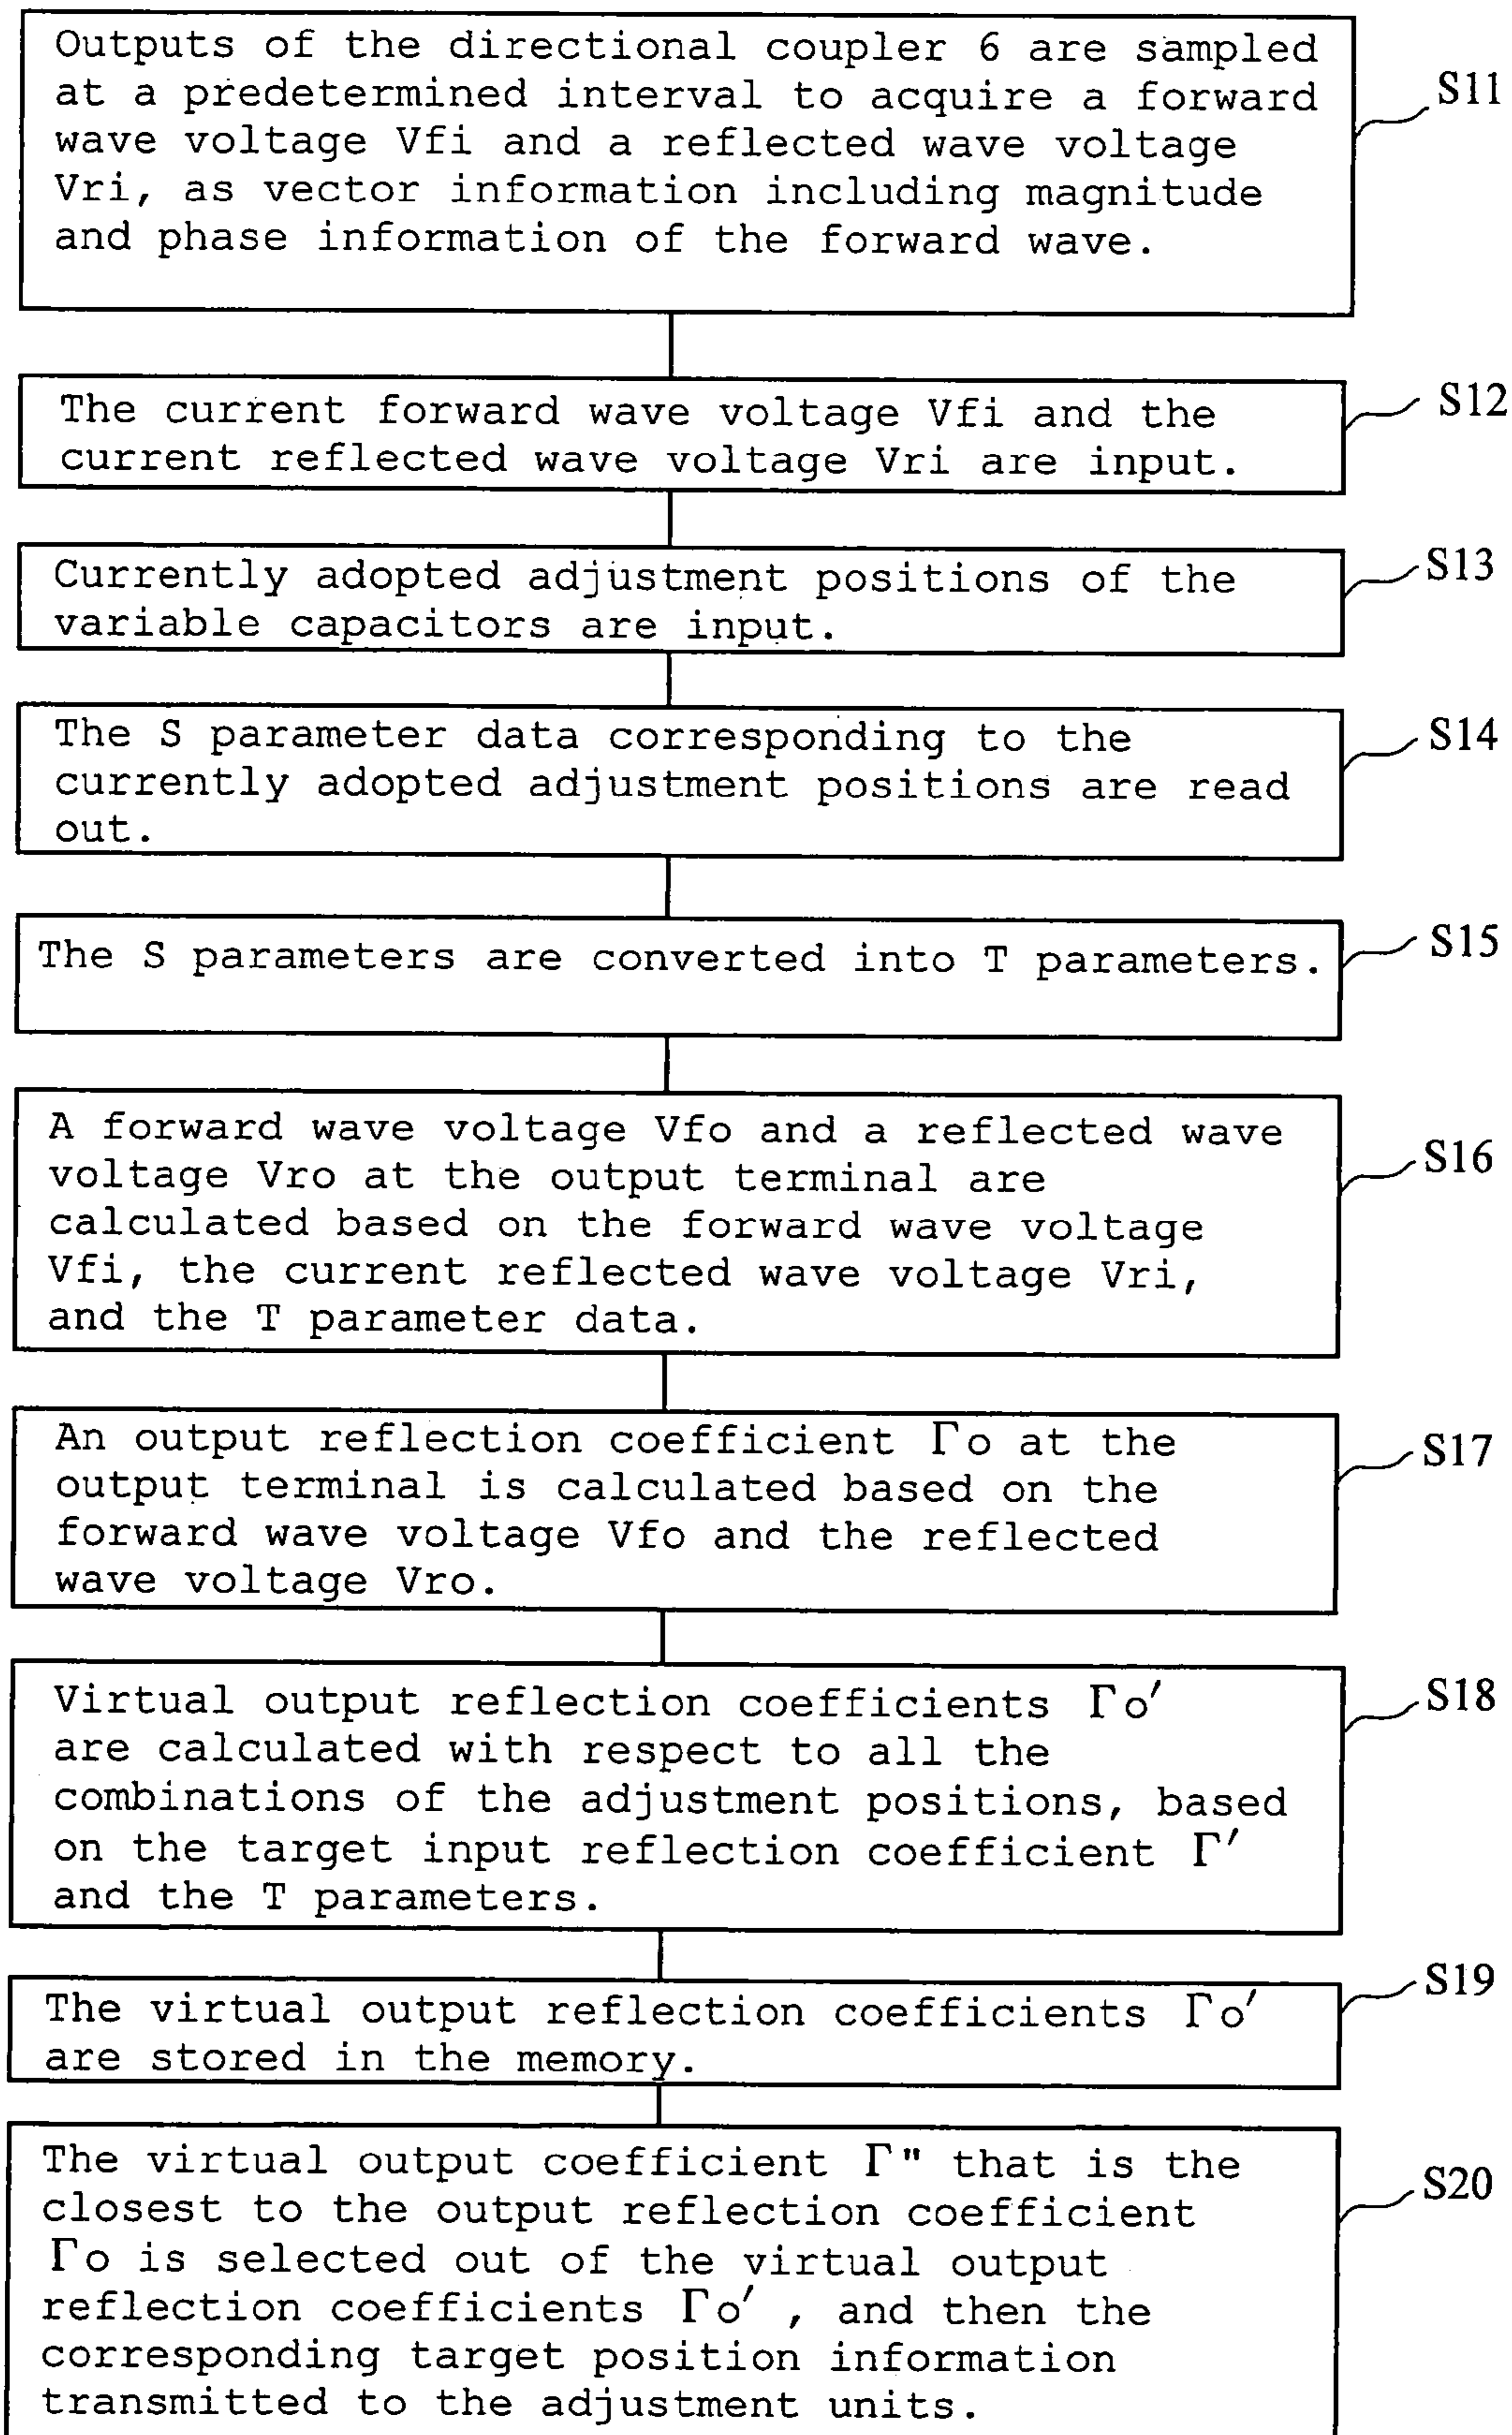 Outputs of the directional coupler 6 are sampled
at a predetermined interval to acquire a forward
wave voltage Vfi and a reflected wave voltage
Vri, as vector information including magnitude
and phase information of the forward wave.
S11
The current forward wave voltage Vfi and the
current reflected wave voltage Vri are input.
S12
Currently adopted adjustment positions of the
variable capacitors are input.
S13
The S parameter data corresponding to the
currently adopted adjustment positions are read
out.
S14
The S parameters are converted into T parameters.
S15
A forward wave voltage Vfo and a reflected wave
voltage Vro at the output terminal are
calculated based on the forward wave voltage
Vfi, the current reflected wave voltage Vri,
and the T parameter data.
S16
An output reflection coefficient Γo at the
output terminal is calculated based on the
forward wave voltage Vfo and the reflected
wave voltage Vro.
S17
Virtual output reflection coefficients Γo′
are calculated with respect to all the
combinations of the adjustment positions, based
on the target input reflection coefficient Γ′
and the T parameters.
S18
The virtual output reflection coefficients Γo′
are stored in the memory.
S19
The virtual output coefficient Γ" that is the
closest to the output reflection coefficient
Γo is selected out of the virtual output
reflection coefficients Γo′ , and then the
corresponding target position information
transmitted to the adjustment units.
S20